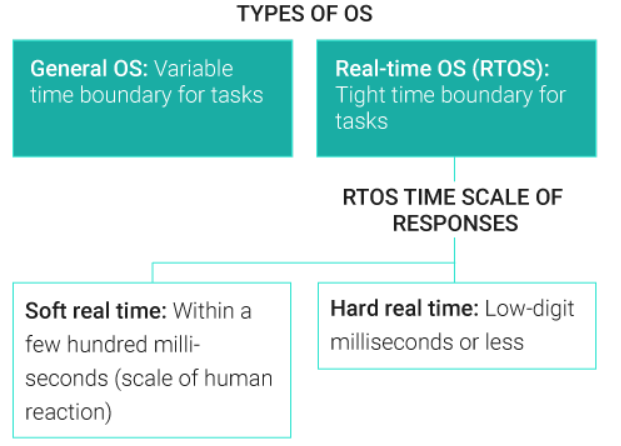 TYPES OF OS
General OS: Variable
time boundary for tasks
Real-time OS (RTOS):
Tight time boundary for
tasks
RTOS TIME SCALE OF
RESPONSES
Soft real time: Within a
few hundred milli-
seconds (scale of human
reaction)
Hard real time: Low-digit
milliseconds or less